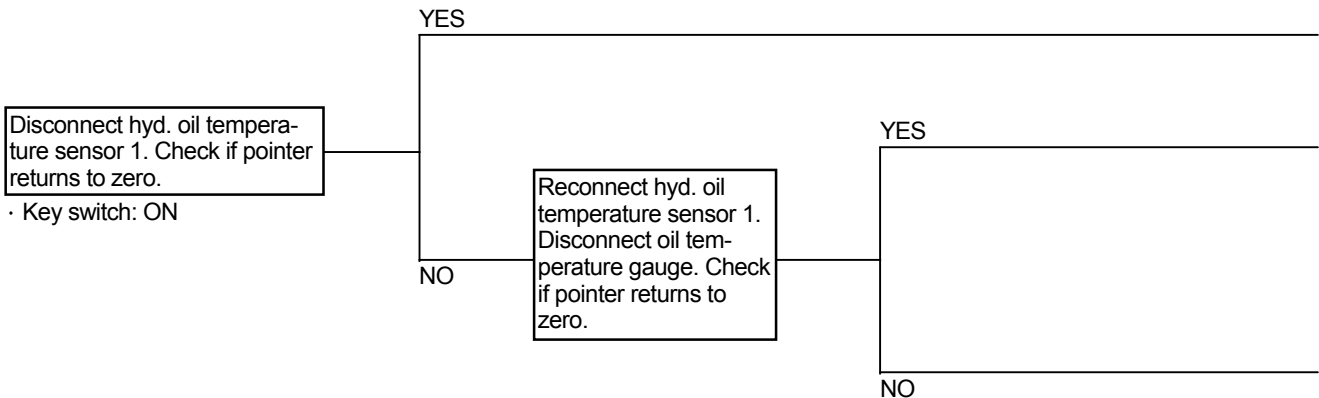 YES
Disconnect hyd. oil tempera-
ture sensor 1. Check if pointer
returns to zero.
· Key switch: ON
NO
Reconnect hyd. oil
temperature sensor 1.
Disconnect oil tem-
perature gauge. Check
if pointer returns to
zero.
YES
NO